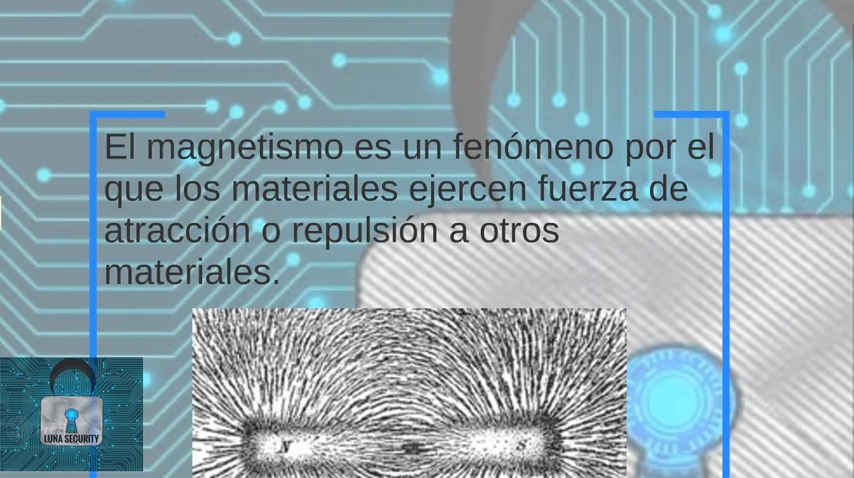 El magnetismo es un fenómeno por el
que los materiales ejercen fuerza de
atracción o repulsión a otros
materiales.
N
S
LUNA SECURITY